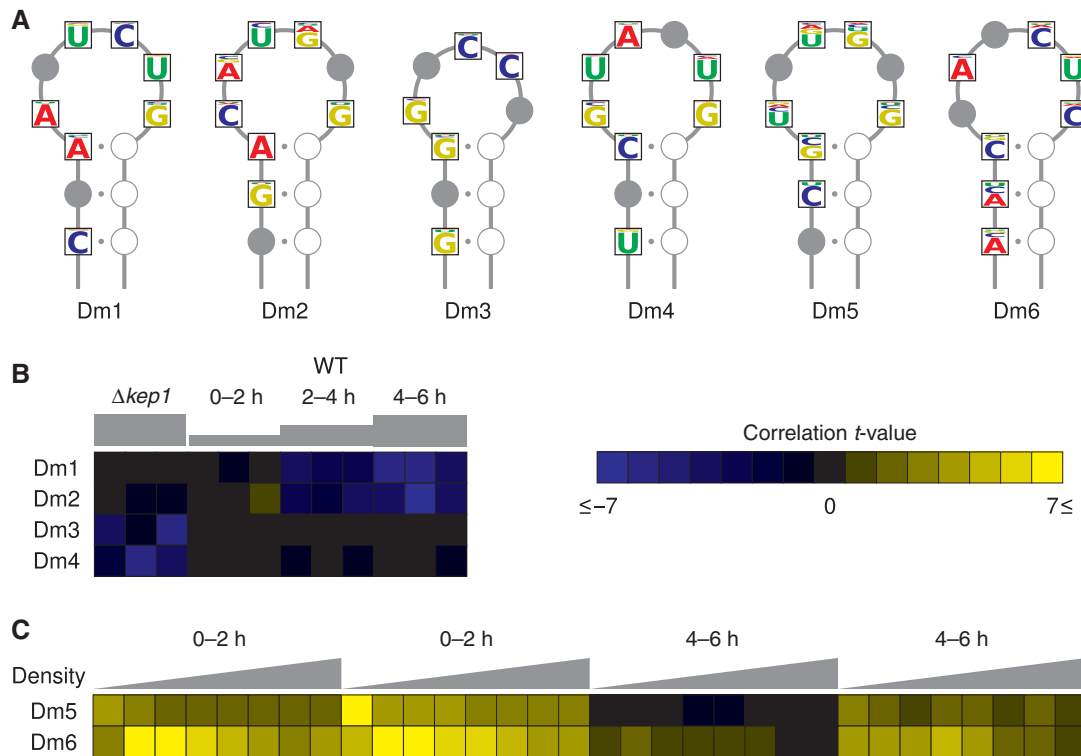 A
U C
A U
A G
C
Dm1
U A G
A
C G
A
G
Dm2
C C
G
G
G
Dm3
A
U U
G G
C
U
Dm4
U G
U G
G
C
Dm5
C
A U
C
C
A
A
Dm6
B
WT
Δkep1 0–2 h 2–4 h 4–6 h
Dm1
Dm2
Dm3
Dm4
Correlation t-value
≤−7 0 7≤
C
0–2 h 0–2 h 4–6 h 4–6 h
Density
Dm5
Dm6